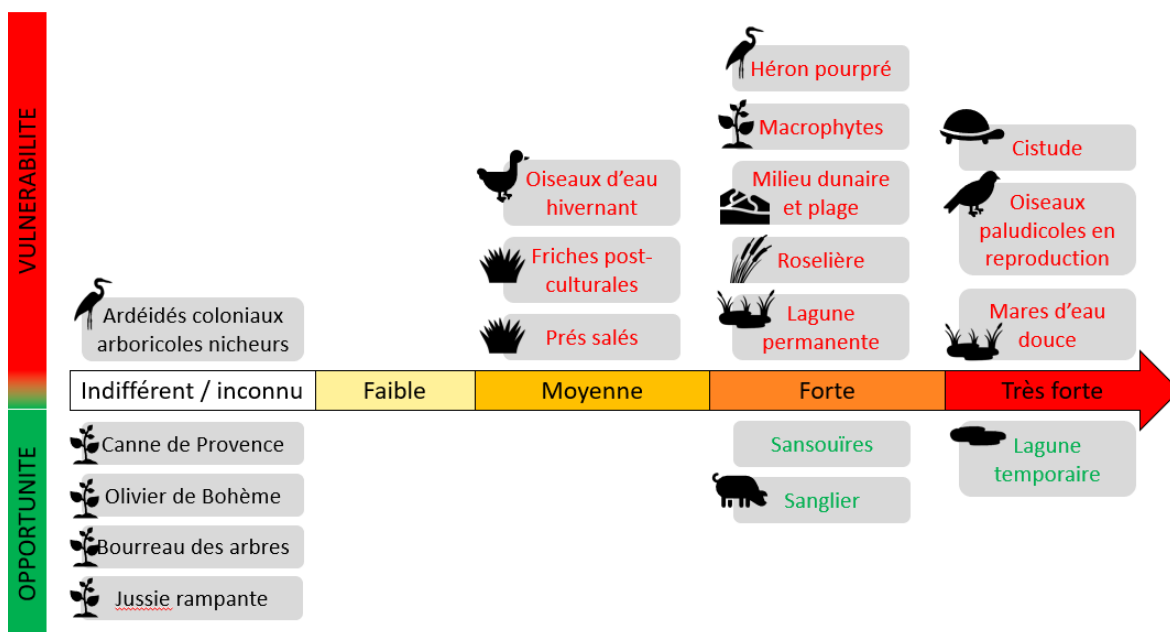 VULNERABILITE
Héron pourpré
Macrophytes
Cistude
Oiseaux d'eau
hivernant
Milieu dunaire
et plage
Oiseaux
paludicoles en
reproduction
Friches post-
culturales
Roselière
Ardéidés coloniaux
arboricoles nicheurs
Prés salés
Lagune
permanente
Mares d'eau
douce
Indifférent / inconnu
Faible
Moyenne
Forte
Très forte
OPPORTUNITE
Canne de Provence
Olivier de Bohème
Bourreau des arbres
Jussie rampante
Sansouïres
Sanglier
Lagune
temporaire